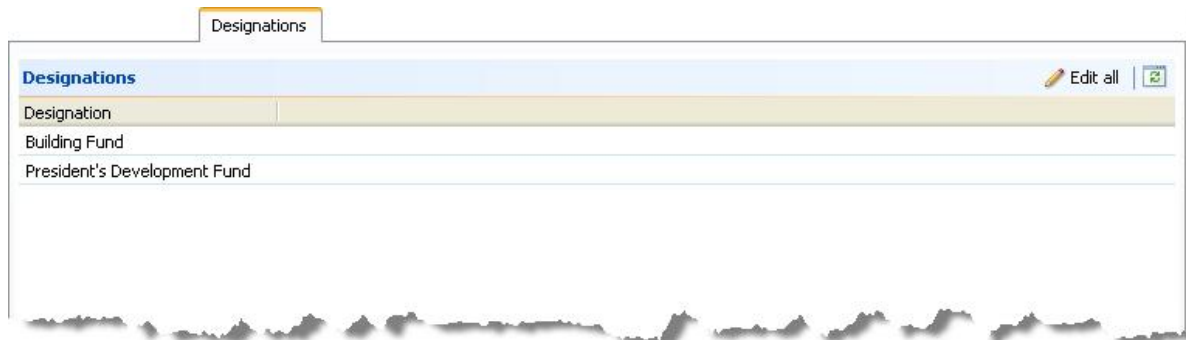 Designations
Designations Edit all
Designation
Building Fund
President's Development Fund